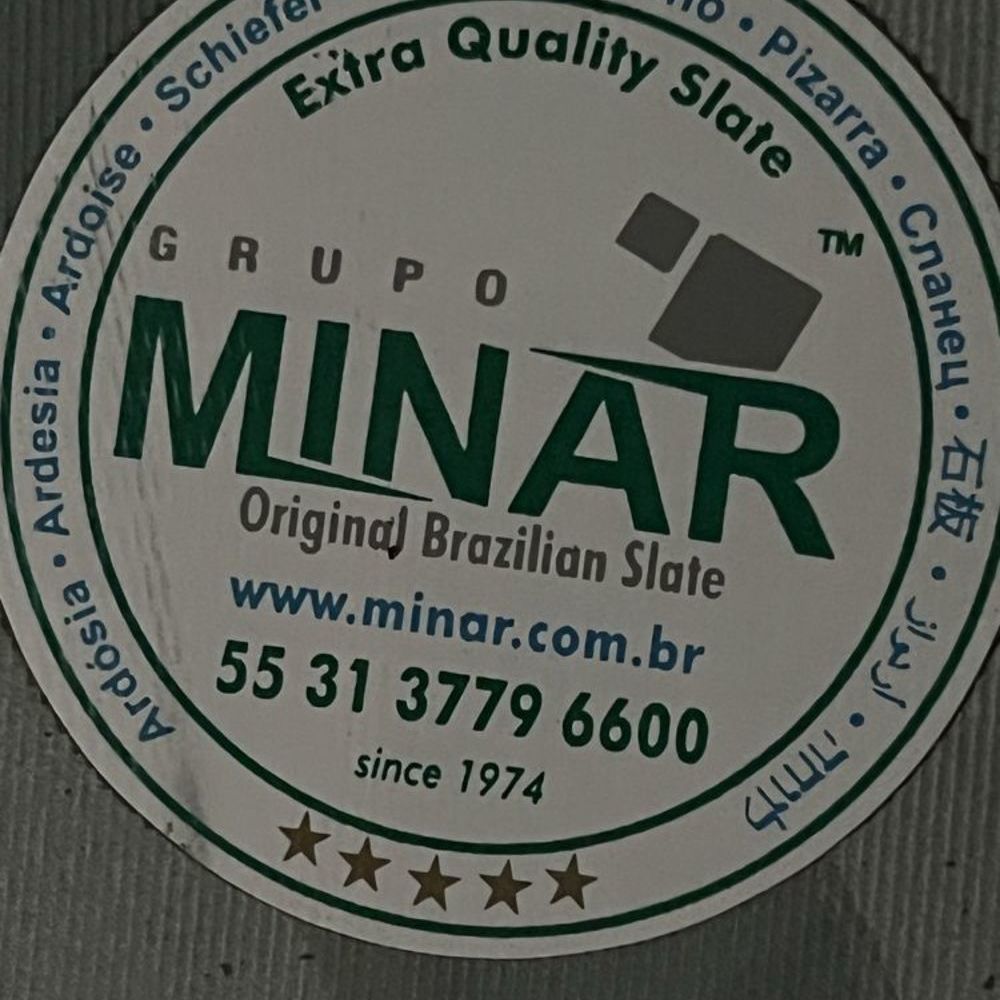 Ardósia • Ardesia • Ardoise • Schiefer
• Pizarra • Сланец • 石板 •
Extra Quality Slate
GRUPO
TM
MINAR
Original Brazilian Slate
www.minar.com.br
55 31 3779 6600
since 1974